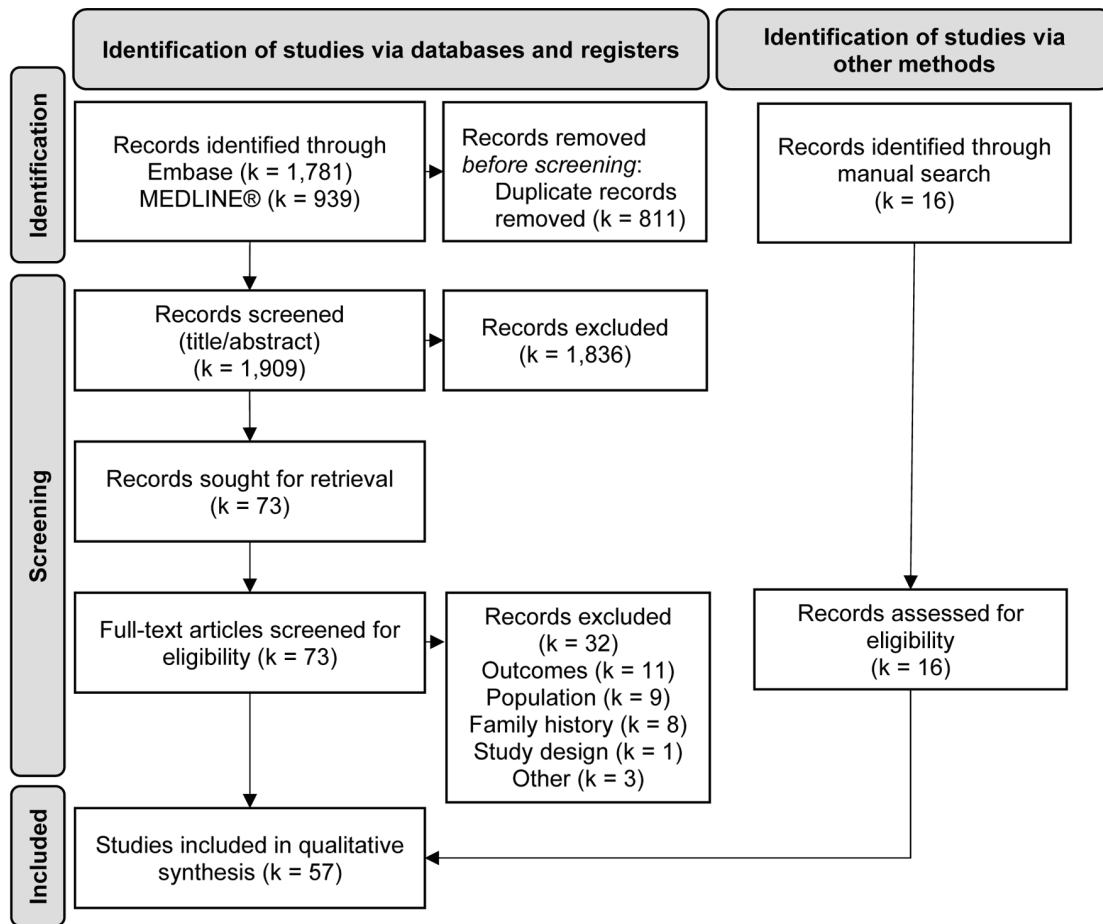 Identification of studies via databases and registers
Identification of studies via
other methods
Identification
Records identified through
Embase (k = 1,781)
MEDLINE® (k = 939)
Records removed
before screening:
Duplicate records
removed (k = 811)
Records identified through
manual search
(k = 16)
Screening
Records screened
(title/abstract)
(k = 1,909)
Records excluded
(k = 1,836)
Records sought for retrieval
(k = 73)
Full-text articles screened for
eligibility (k = 73)
Records excluded
(k = 32)
Outcomes (k = 11)
Population (k = 9)
Family history (k = 8)
Study design (k = 1)
Other (k = 3)
Records assessed for
eligibility
(k = 16)
Included
Studies included in qualitative
synthesis (k = 57)